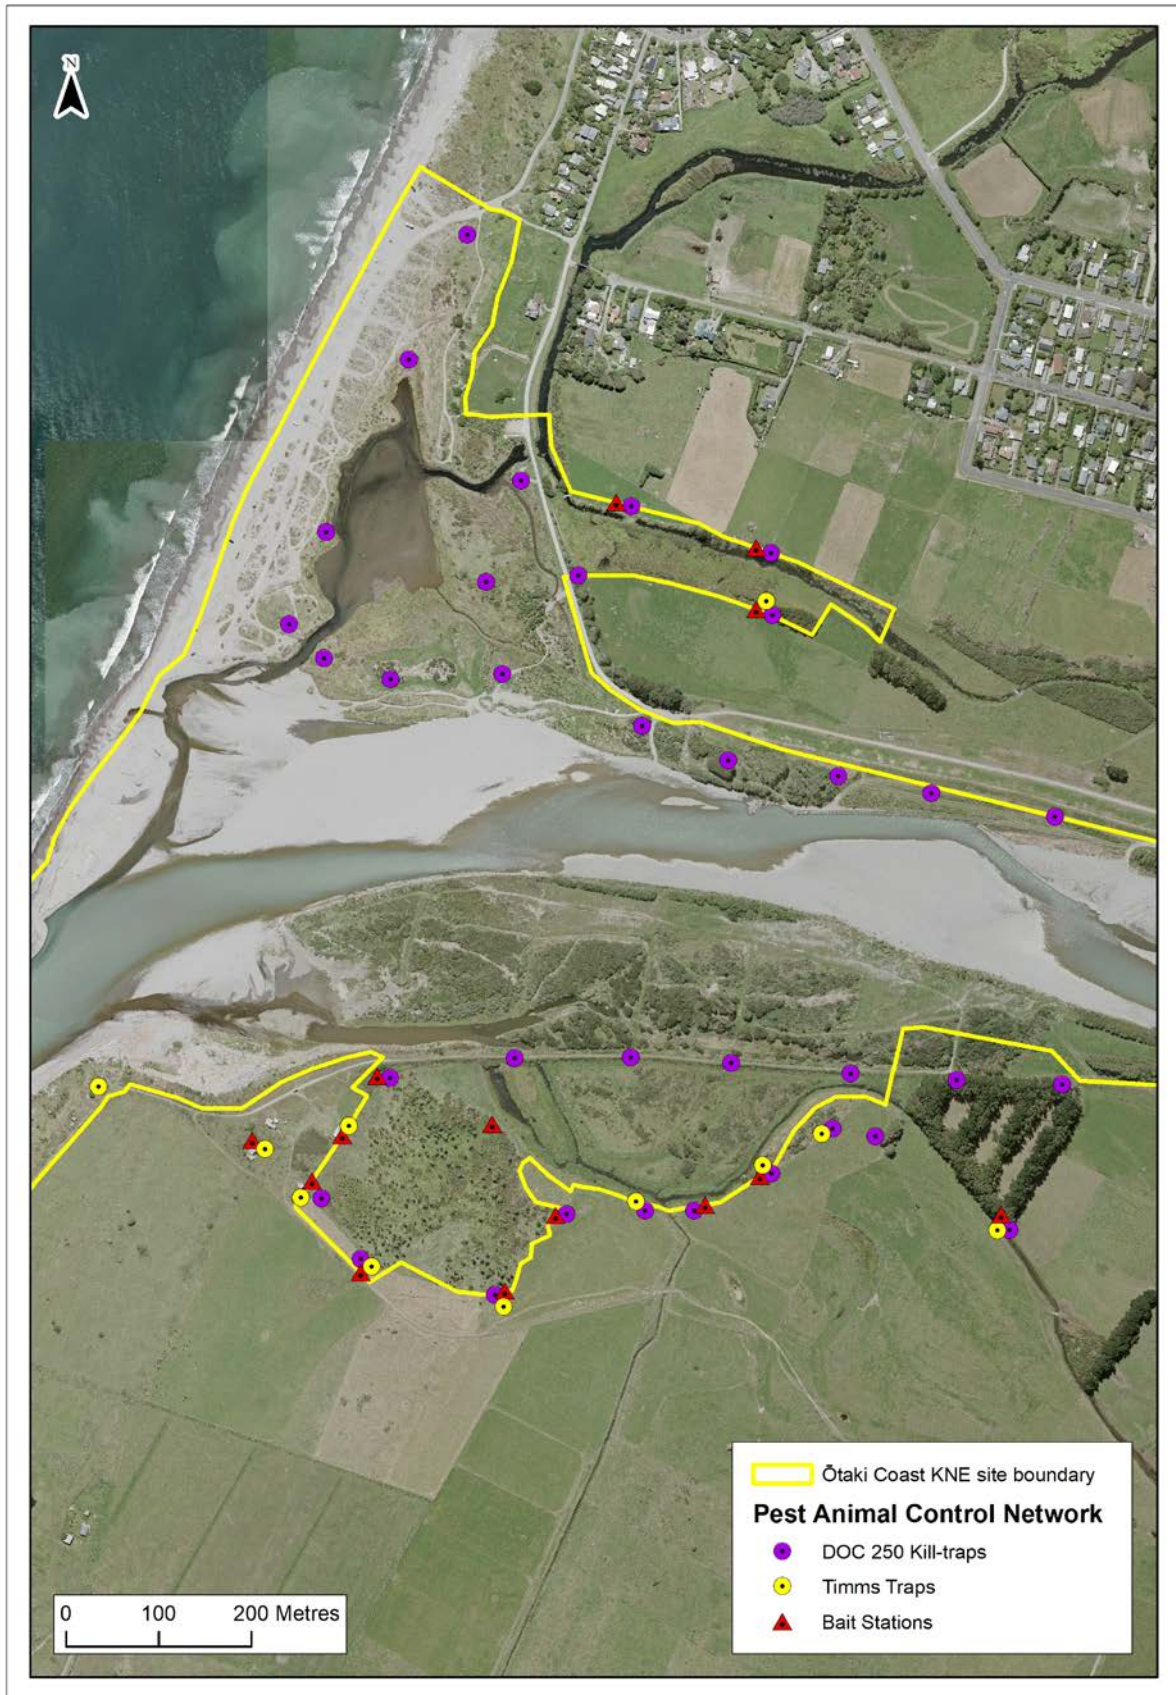 N
Ōtaki Coast KNE site boundary
Pest Animal Control Network
DOC 250 Kill-traps
Timms Traps
Bait Stations
0 100 200 Metres